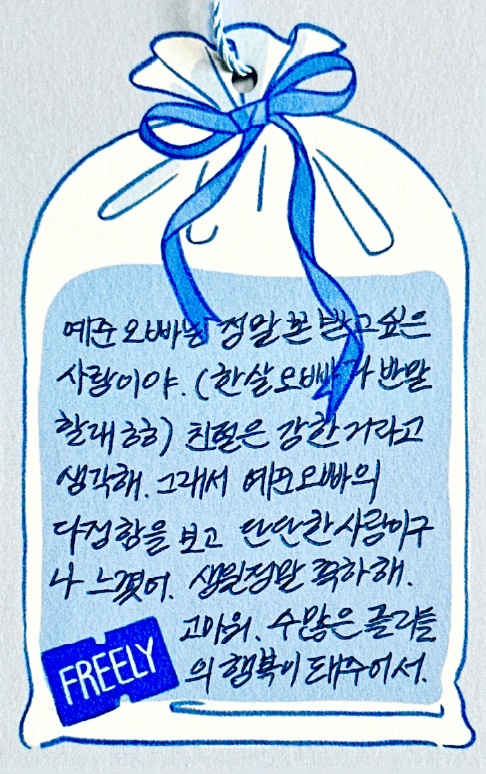 예준오빠는 정말 본받고싶은
사람이야. (한살오빠가 반말
할래 ㅎㅎ) 친절은 강한거라고
생각해. 그래서 예준오빠의
다정함을 보고 단단한 사람이구
나 느꼈어. 생일정말 축하해.
고마워. 수많은 플리들
의 행복이 돼주어서.
FREELY